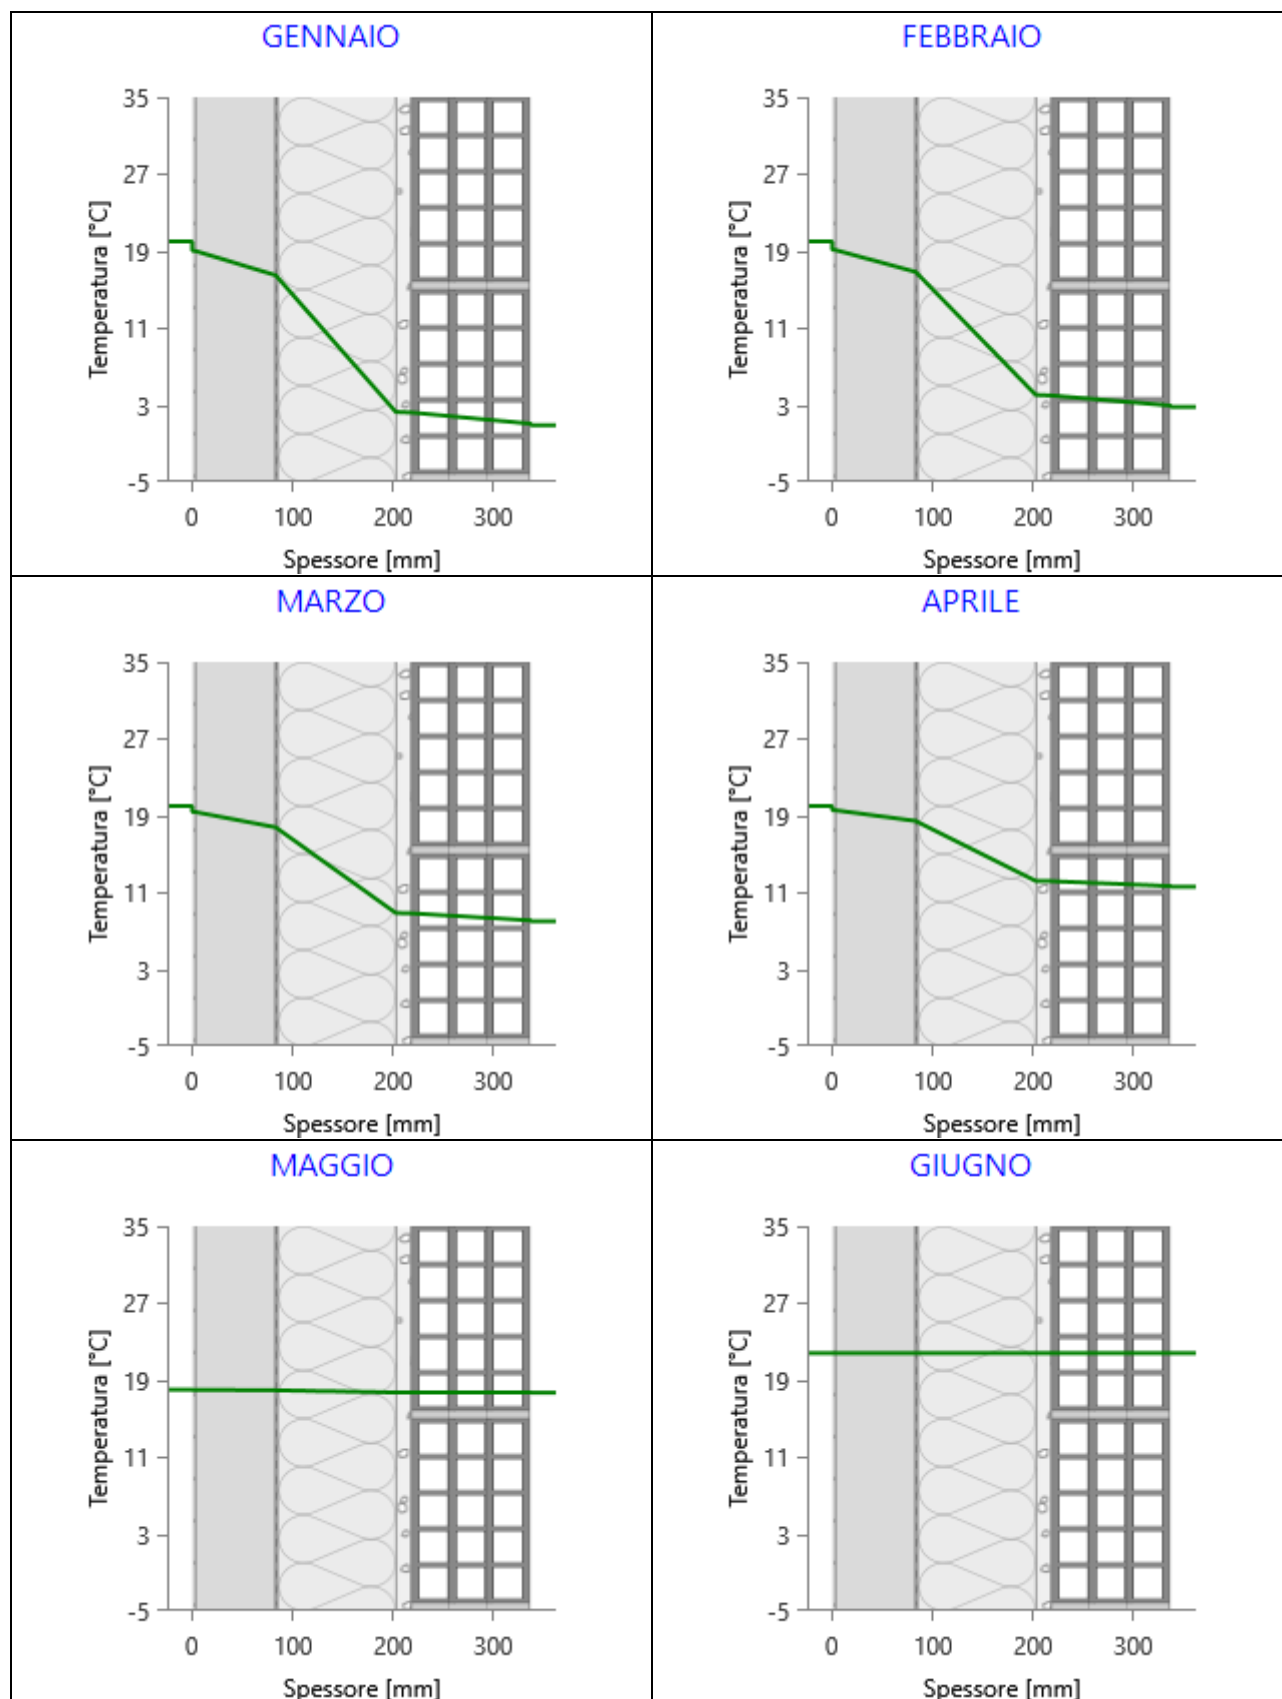 GENNAIO
35
27
19
11
3
-5
Temperatura [°C]
0 100 200 300
Spessore [mm]
FEBBRAIO
35
27
19
11
3
-5
Temperatura [°C]
0 100 200 300
Spessore [mm]
MARZO
35
27
19
11
3
-5
Temperatura [°C]
0 100 200 300
Spessore [mm]
APRILE
35
27
19
11
3
-5
Temperatura [°C]
0 100 200 300
Spessore [mm]
MAGGIO
35
27
19
11
3
-5
Temperatura [°C]
0 100 200 300
Spessore [mm]
GIUGNO
35
27
19
11
3
-5
Temperatura [°C]
0 100 200 300
Spessore [mm]